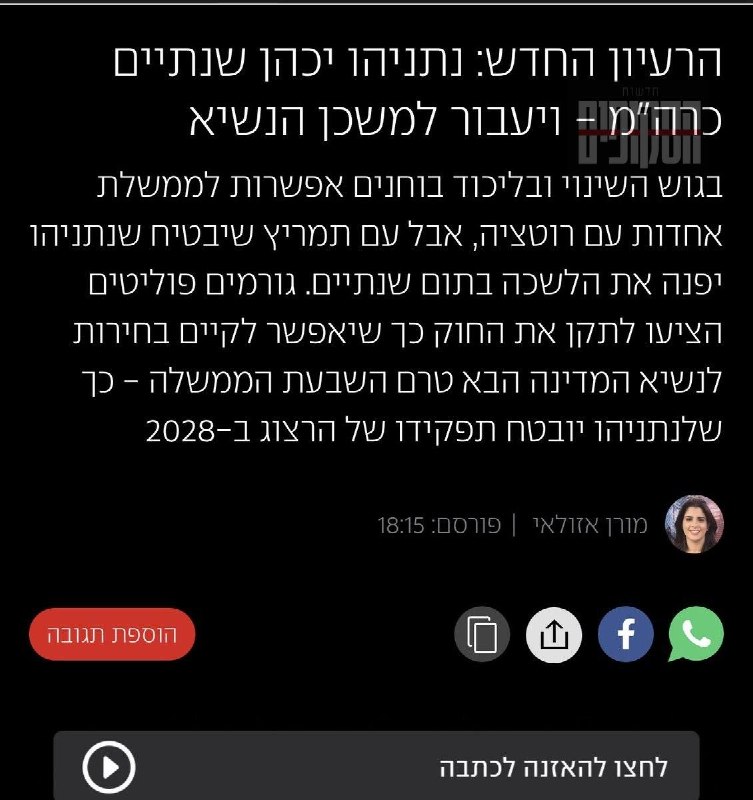 הרעיון החדש: נתניהו יכהן שנתיים
כרה"מ – ויעבור למשכן הנשיא
חדשות
הסקופים
בגוש השינוי ובליכוד בוחנים אפשרות לממשלת
אחדות עם רוטציה, אבל עם תמריץ שיבטיח שנתניהו
יפנה את הלשכה בתום שנתיים. גורמים פוליטים
הציעו לתקן את החוק כך שיאפשר לקיים בחירות
לנשיא המדינה הבא טרם השבעת הממשלה – כך
שלנתניהו יובטח תפקידו של הרצוג ב-2028
מורן אזולאי | פורסם: 18:15
הוספת תגובה
לחצו להאזנה לכתבה